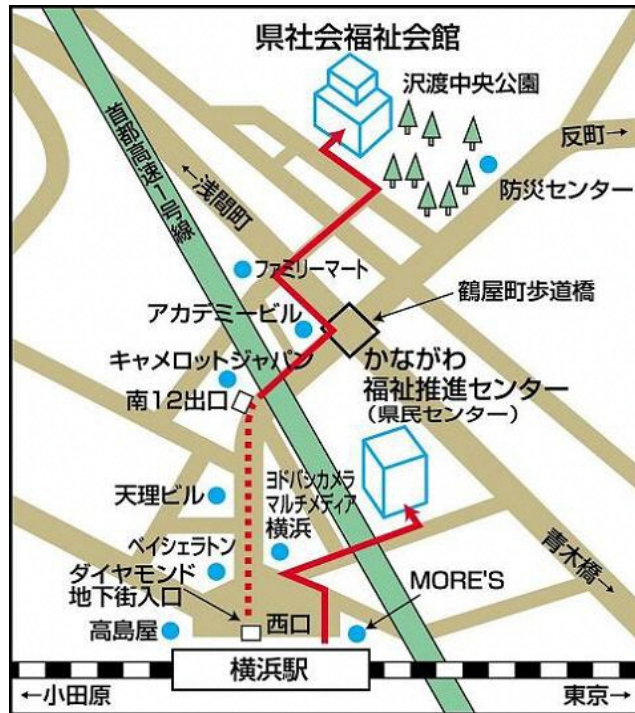 県社会福祉会館
沢渡中央公園
反町→
首都高速1号線
←浅間町
防災センター
ファミリーマート
鶴屋町歩道橋
アカデミービル
キャメロットジャパン
かながわ
福祉推進センター
(県民センター)
南12出口
天理ビル
ヨドバシカメラ
マルチメディア
横浜
ベイシェラトン
青木橋→
ダイヤモンド
地下街入口
MORE'S
高島屋
西口
横浜駅
←小田原
東京→